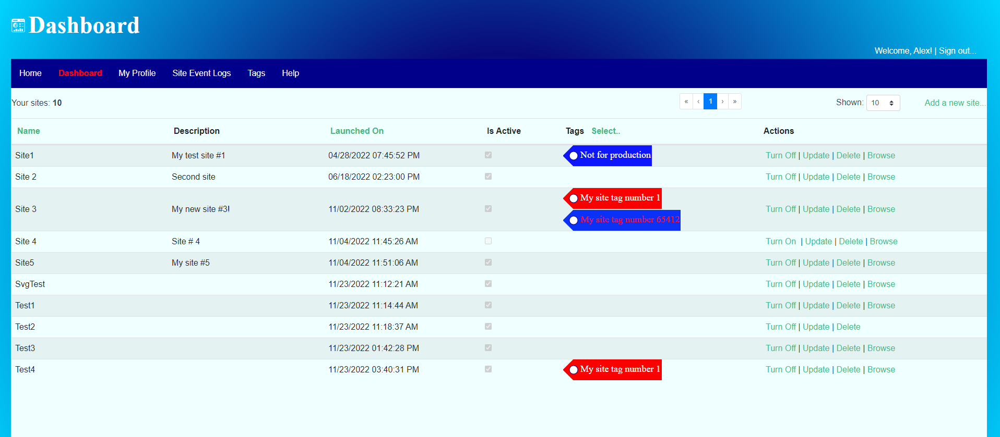 Dashboard
Welcome, Alex! | Sign out...
Home Dashboard My Profile Site Event Logs Tags Help
Your sites: 10 « ‹ 1 › » Shown: 10 Add a new site...
Name Description Launched On Is Active Tags Select.. Actions
Site1 My test site #1 04/28/2022 07:45:52 PM Not for production Turn Off | Update | Delete | Browse
Site 2 Second site 06/18/2022 02:23:00 PM Turn Off | Update | Delete | Browse
My site tag number 1
Site 3 My new site #3! 11/02/2022 08:33:23 PM Turn Off | Update | Delete | Browse
My site tag number 65412
Site 4 Site # 4 11/04/2022 11:45:26 AM Turn On | Update | Delete | Browse
Site5 My site #5 11/04/2022 11:51:06 AM Turn Off | Update | Delete | Browse
SvgTest 11/23/2022 11:12:21 AM Turn Off | Update | Delete | Browse
Test1 11/23/2022 11:14:44 AM Turn Off | Update | Delete | Browse
Test2 11/23/2022 11:18:37 AM Turn Off | Update | Delete
Test3 11/23/2022 01:42:28 PM Turn Off | Update | Delete | Browse
Test4 11/23/2022 03:40:31 PM My site tag number 1 Turn Off | Update | Delete | Browse